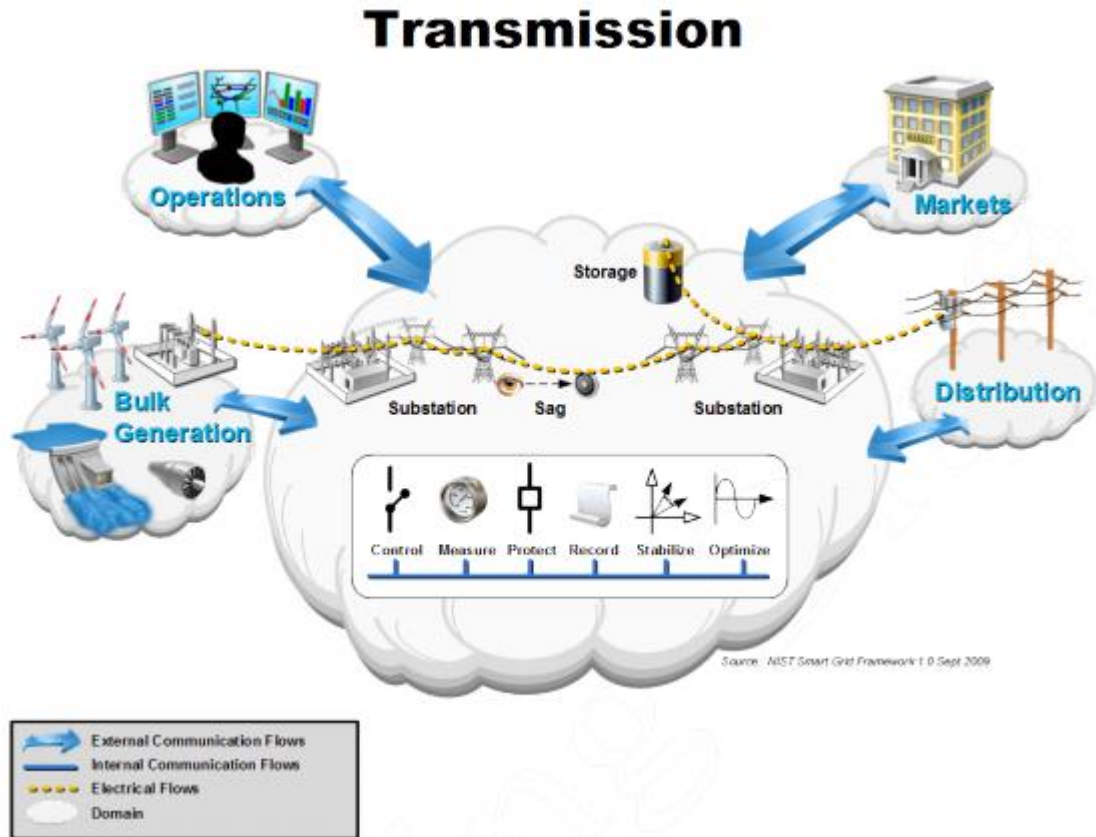 Transmission
Operations
MARKET
Markets
Storage
Bulk
Generation
Substation
Sag
Substation
Distribution
Control Measure Protect Record Stabilize Optimize
Source: NIST Smart Grid Framework 1.0 Sept 2009
External Communication Flows
Internal Communication Flows
Electrical Flows
Domain